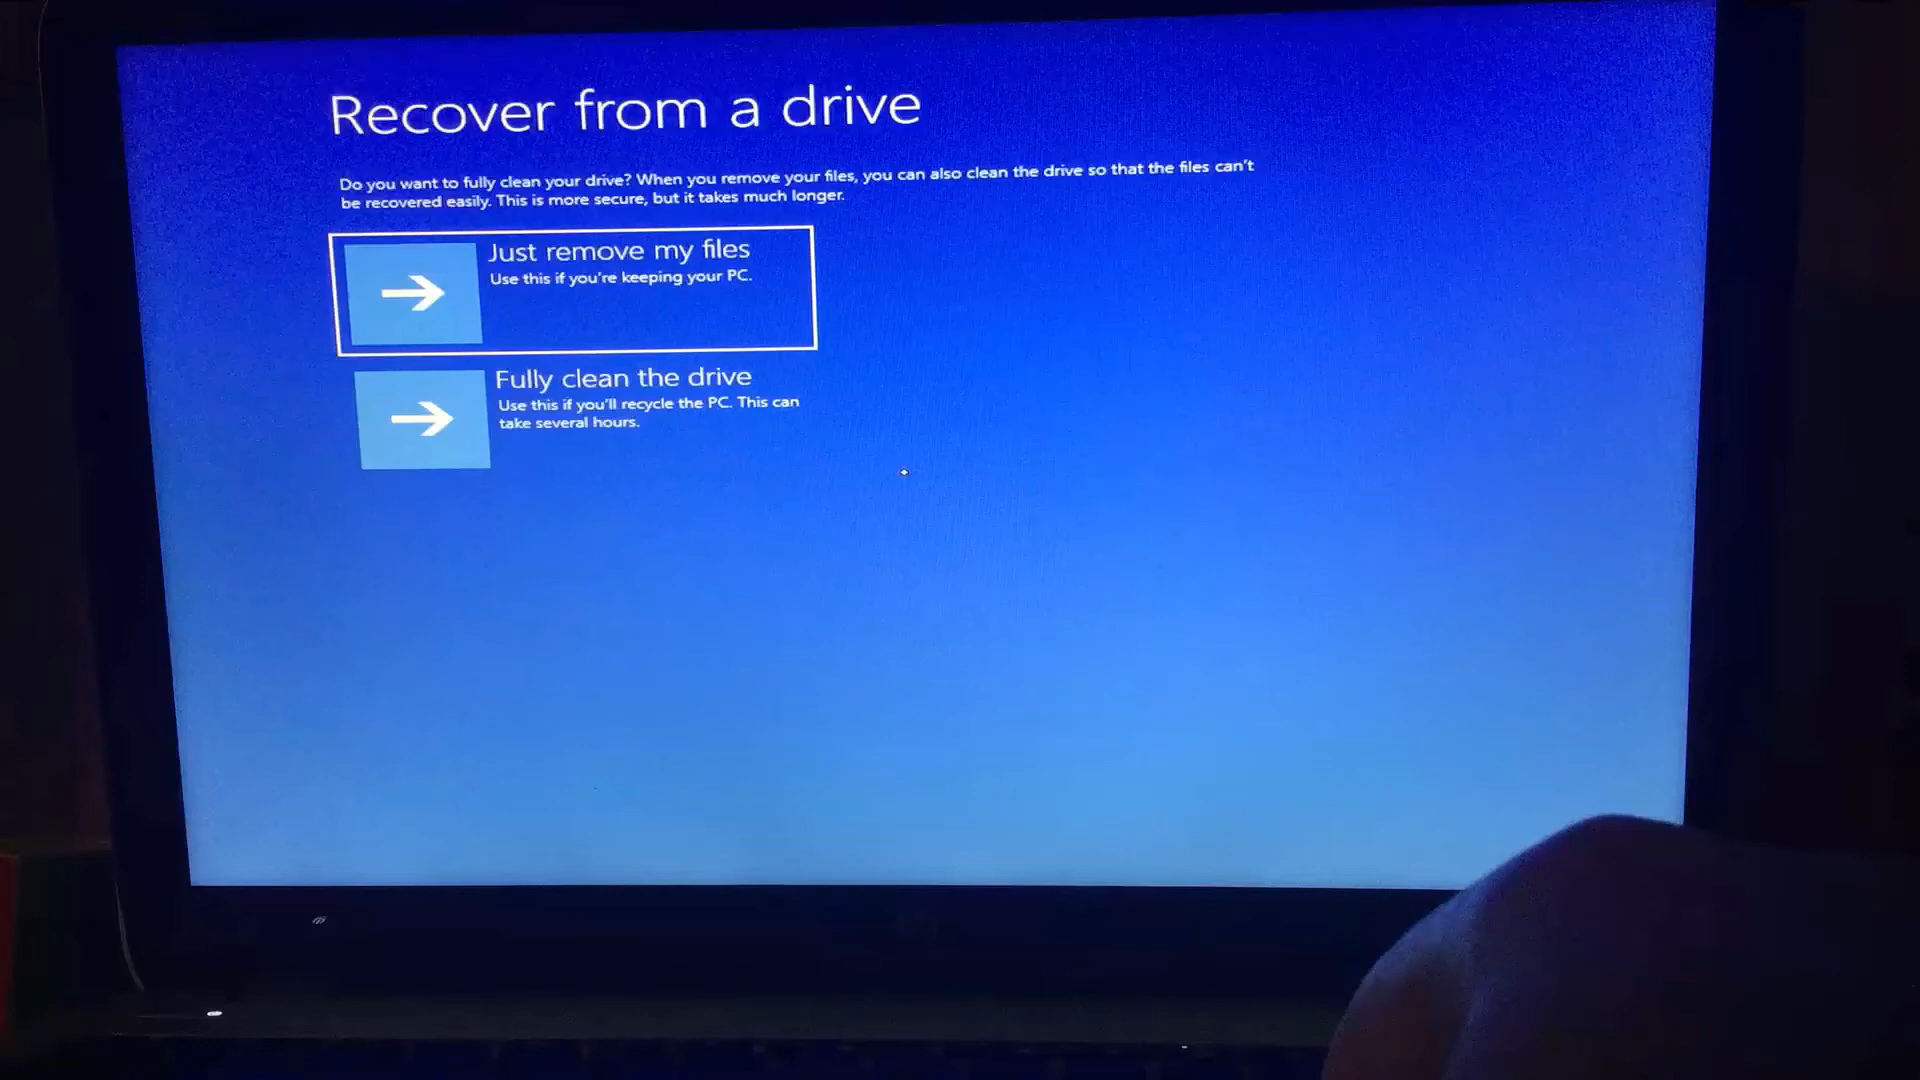 Recover from a drive
Do you want to fully clean your drive? When you remove your files, you can also clean the drive so that the files can't
be recovered easily. This is more secure, but it takes much longer.
Just remove my files
Use this if you're keeping your PC.
Fully clean the drive
Use this if you'll recycle the PC. This can
take several hours.